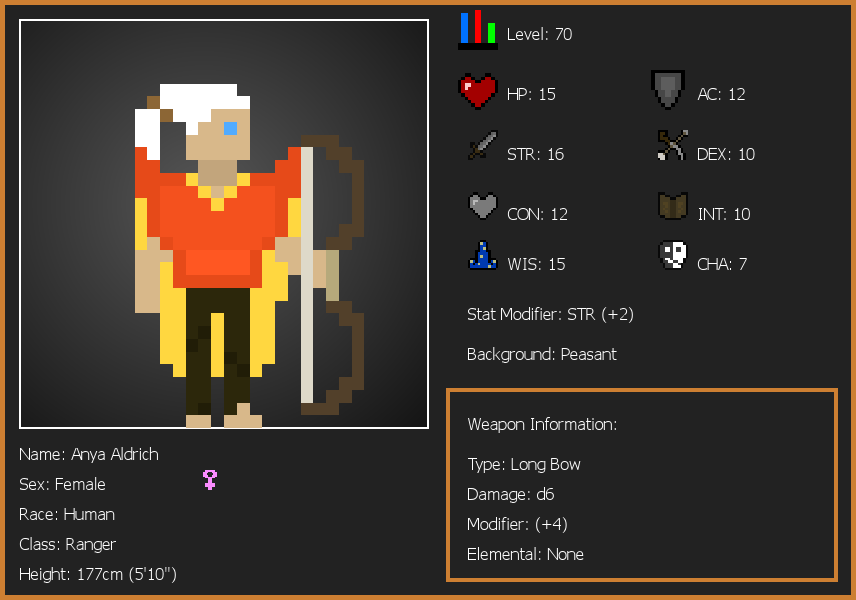 Level: 70
HP: 15
AC: 12
STR: 16
DEX: 10
CON: 12
INT: 10
WIS: 15
CHA: 7
Stat Modifier: STR (+2)
Background: Peasant
Weapon Information:
Type: Long Bow
Damage: d6
Modifier: (+4)
Elemental: None
Name: Anya Aldrich
Sex: Female
Race: Human
Class: Ranger
Height: 177cm (5'10")